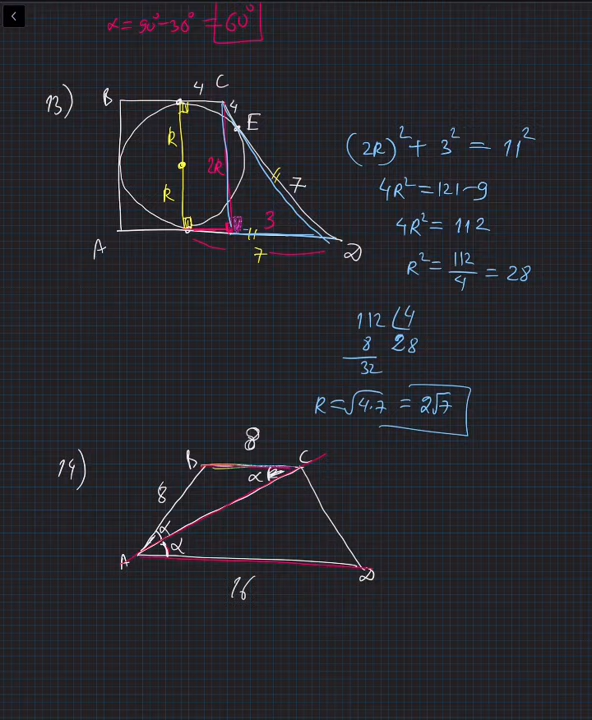 α = 90° - 30° = 60°
13)
B
4
C
4
E
R
2R
4
7
R
3
11
A
7
D
(2R)² + 3² = 11²
4R² = 121 - 9
4R² = 112
R² = 112/4 = 28
112 | 4
8 28
32
R = √4·7 = 2√7
14)
8
B
C
α
8
α
α
A
D
16